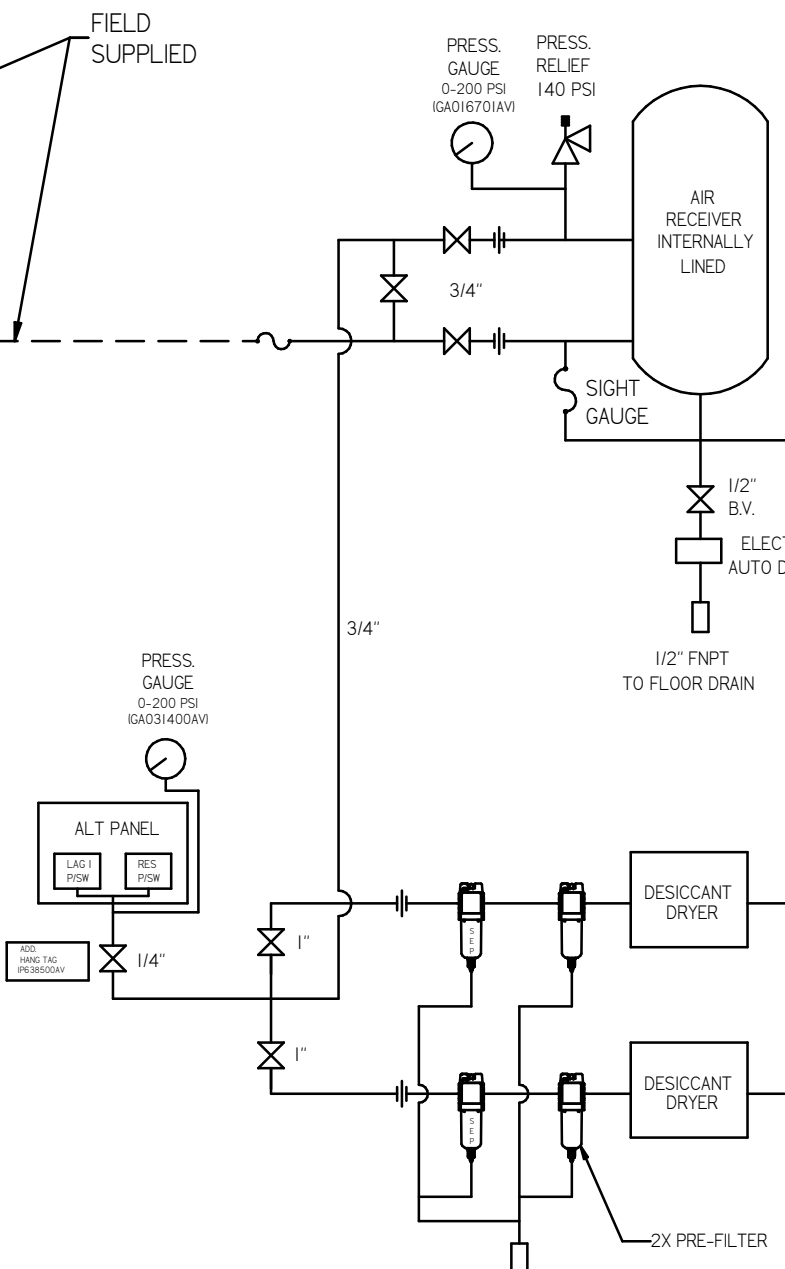 FIELD
SUPPLIED
PRESS.
GAUGE
0-200 PSI
(GA016701AV)
PRESS.
RELIEF
140 PSI
AIR
RECEIVER
INTERNALLY
LINED
3/4"
SIGHT
GAUGE
1/2"
B.V.
ELECT
AUTO D
1/2" FNPT
TO FLOOR DRAIN
3/4"
PRESS.
GAUGE
0-200 PSI
(GA031400AV)
ALT PANEL
LAG 1
P/SW
RES
P/SW
ADD.
HANG TAG
IP638500AV
1/4"
1"
SEP
DESICCANT
DRYER
1"
SEP
DESICCANT
DRYER
2X PRE-FILTER